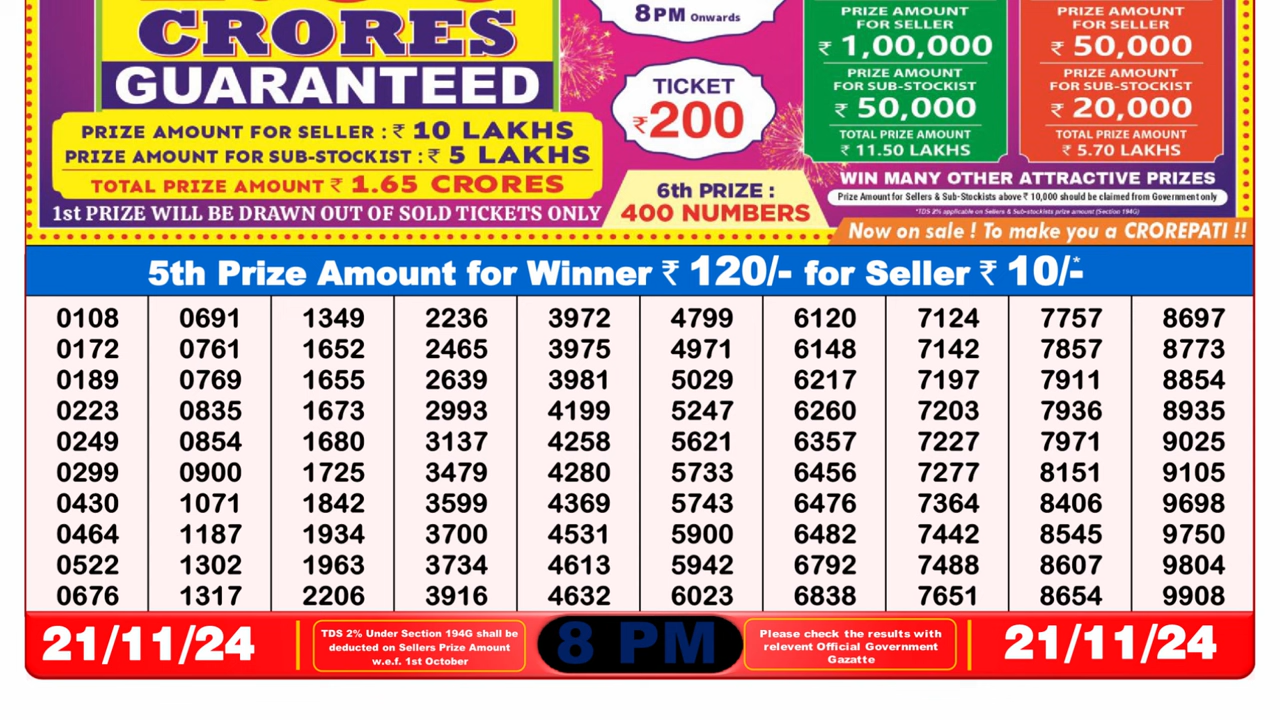 CRORES
GUARANTEED
PRIZE AMOUNT FOR SELLER : ₹ 10 LAKHS
PRIZE AMOUNT FOR SUB-STOCKIST : ₹ 5 LAKHS
TOTAL PRIZE AMOUNT ₹ 1.65 CRORES
1st PRIZE WILL BE DRAWN OUT OF SOLD TICKETS ONLY
8PM Onwards
TICKET
₹200
6th PRIZE :
400 NUMBERS
PRIZE AMOUNT
FOR SELLER
₹ 1,00,000
PRIZE AMOUNT
FOR SUB-STOCKIST
₹ 50,000
TOTAL PRIZE AMOUNT
₹ 11.50 LAKHS
PRIZE AMOUNT
FOR SELLER
₹ 50,000
PRIZE AMOUNT
FOR SUB-STOCKIST
₹ 20,000
TOTAL PRIZE AMOUNT
₹ 5.70 LAKHS
WIN MANY OTHER ATTRACTIVE PRIZES
Prize Amount for Sellers & Sub-Stockists above ₹ 10,000 should be claimed from Government only
*TDS 2% applicable on Sellers & Sub-stockists prize amount (Section 194G)
Now on sale ! To make you a CROREPATI !!
5th Prize Amount for Winner ₹ 120/- for Seller ₹ 10/-*
0108 0691 1349 2236 3972 4799 6120 7124 7757 8697
0172 0761 1652 2465 3975 4971 6148 7142 7857 8773
0189 0769 1655 2639 3981 5029 6217 7197 7911 8854
0223 0835 1673 2993 4199 5247 6260 7203 7936 8935
0249 0854 1680 3137 4258 5621 6357 7227 7971 9025
0299 0900 1725 3479 4280 5733 6456 7277 8151 9105
0430 1071 1842 3599 4369 5743 6476 7364 8406 9698
0464 1187 1934 3700 4531 5900 6482 7442 8545 9750
0522 1302 1963 3734 4613 5942 6792 7488 8607 9804
0676 1317 2206 3916 4632 6023 6838 7651 8654 9908
21/11/24
TDS 2% Under Section 194G shall be
deducted on Sellers Prize Amount
w.e.f. 1st October
8 PM
Please check the results with
relevent Official Government
Gazatte
21/11/24